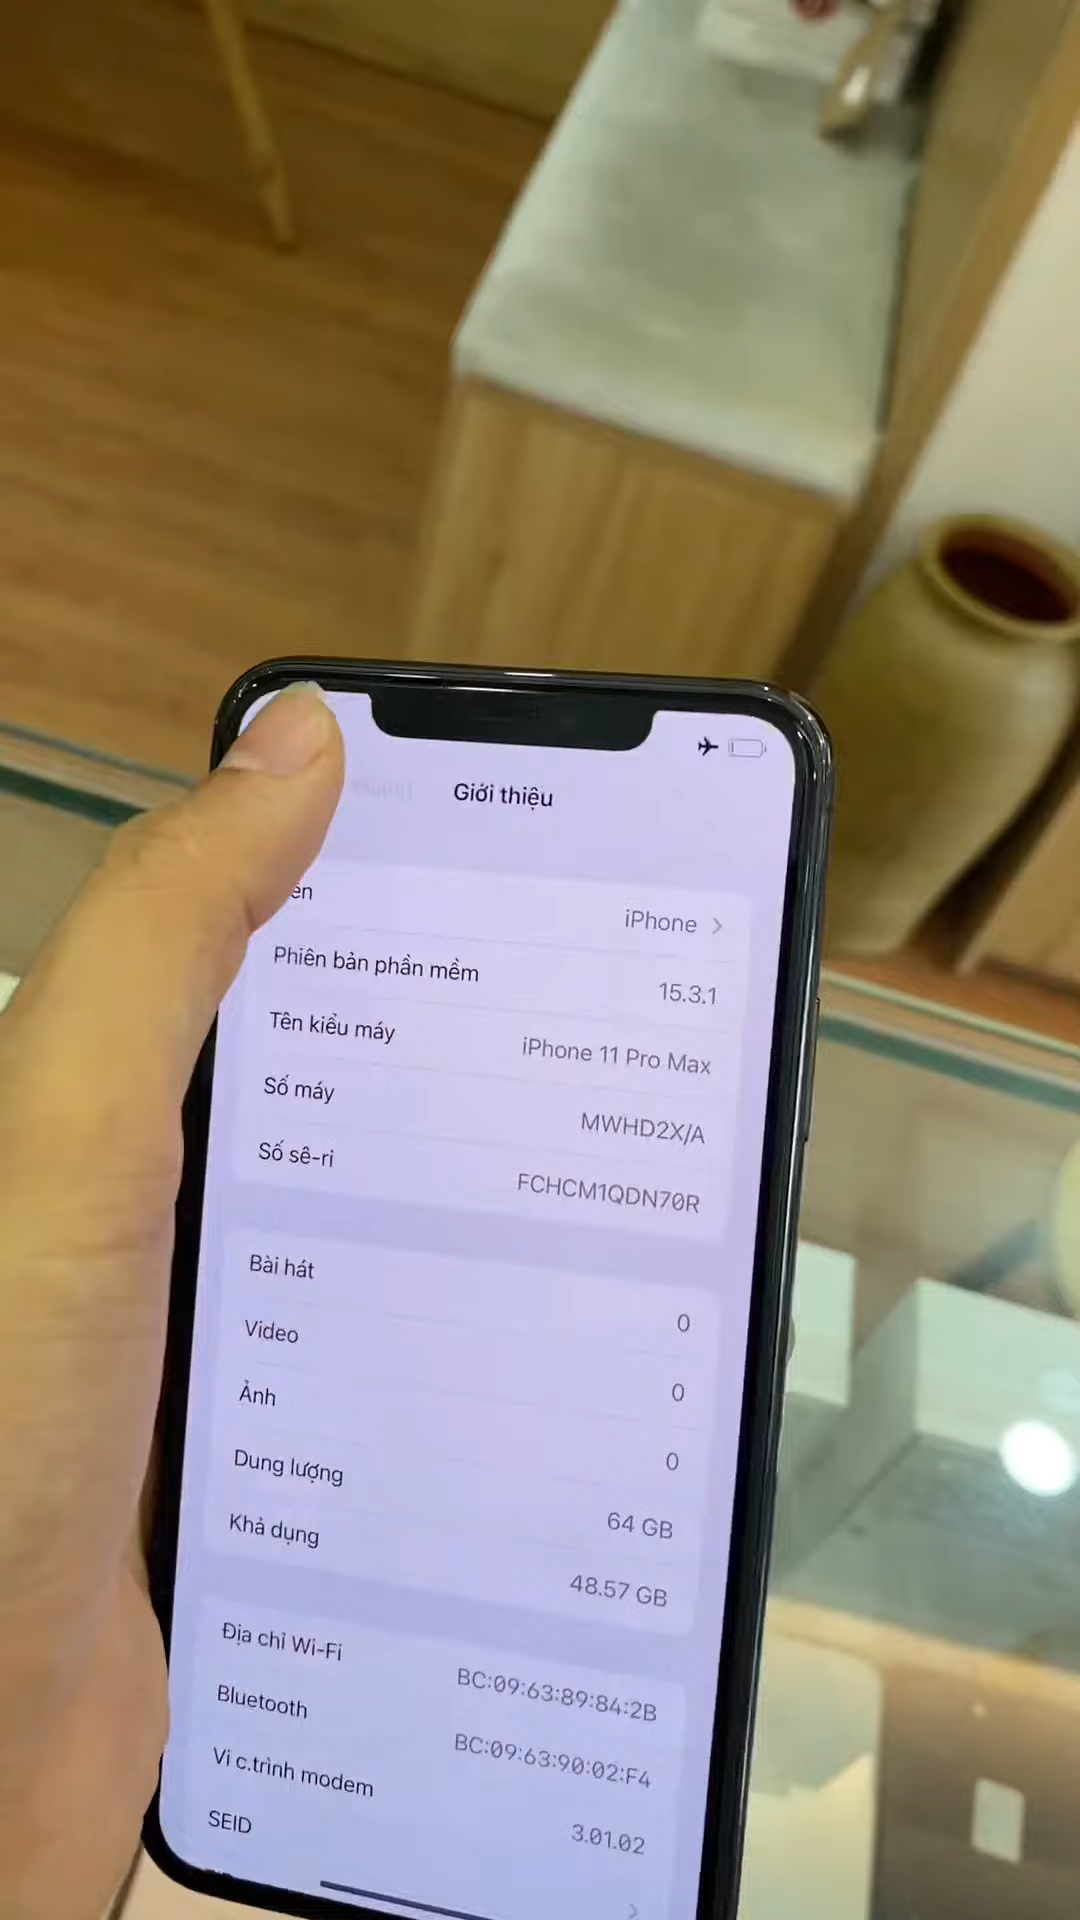 Giới thiệu
ên
iPhone
Phiên bản phần mềm
15.3.1
Tên kiểu máy
iPhone 11 Pro Max
Số máy
MWHD2X/A
Số sê-ri
FCHCM1QDN70R
Bài hát
0
Video
0
Ảnh
0
Dung lượng
64 GB
Khả dụng
48.57 GB
Địa chỉ Wi-Fi
BC:09:63:89:84:2B
Bluetooth
BC:09:63:90:02:F4
Vi c.trình modem
3.01.02
SEID